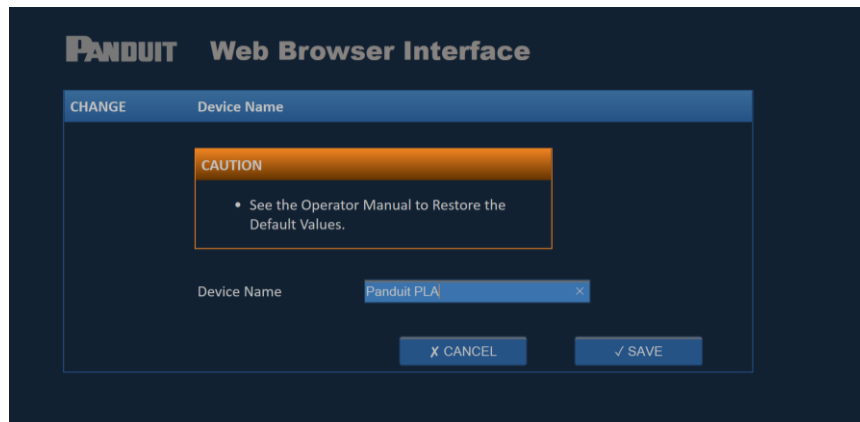 PANDUIT Web Browser Interface
CHANGE Device Name
CAUTION
• See the Operator Manual to Restore the
Default Values.
Device Name Panduit PLA ×
✗ CANCEL ✓ SAVE